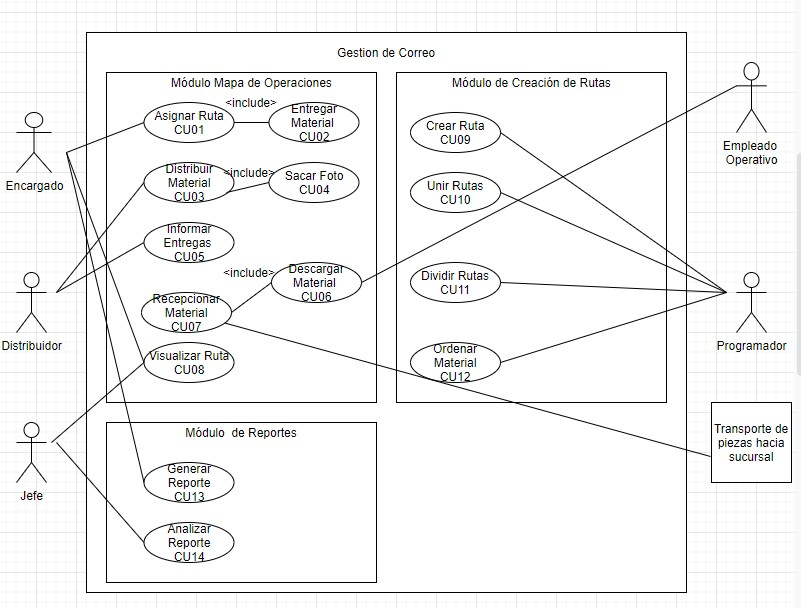 Gestion de Correo
Módulo Mapa de Operaciones
Asignar Ruta
CU01
<include>
Entregar
Material
CU02
Distribuir
Material
CU03
<include>
Sacar Foto
CU04
Informar
Entregas
CU05
<include>
Descargar
Material
CU06
Recepcionar
Material
CU07
Visualizar Ruta
CU08
Módulo de Creación de Rutas
Crear Ruta
CU09
Unir Rutas
CU10
Dividir Rutas
CU11
Ordenar
Material
CU12
Módulo de Reportes
Generar
Reporte
CU13
Analizar
Reporte
CU14
Encargado
Distribuidor
Jefe
Empleado
Operativo
Programador
Transporte de
piezas hacia
sucursal